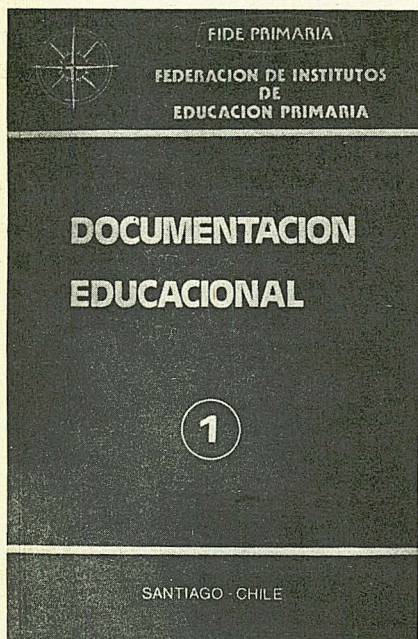 FIDE PRIMARIA
FEDERACION DE INSTITUTOS
DE
EDUCACION PRIMARIA
DOCUMENTACION
EDUCACIONAL
1
SANTIAGO - CHILE